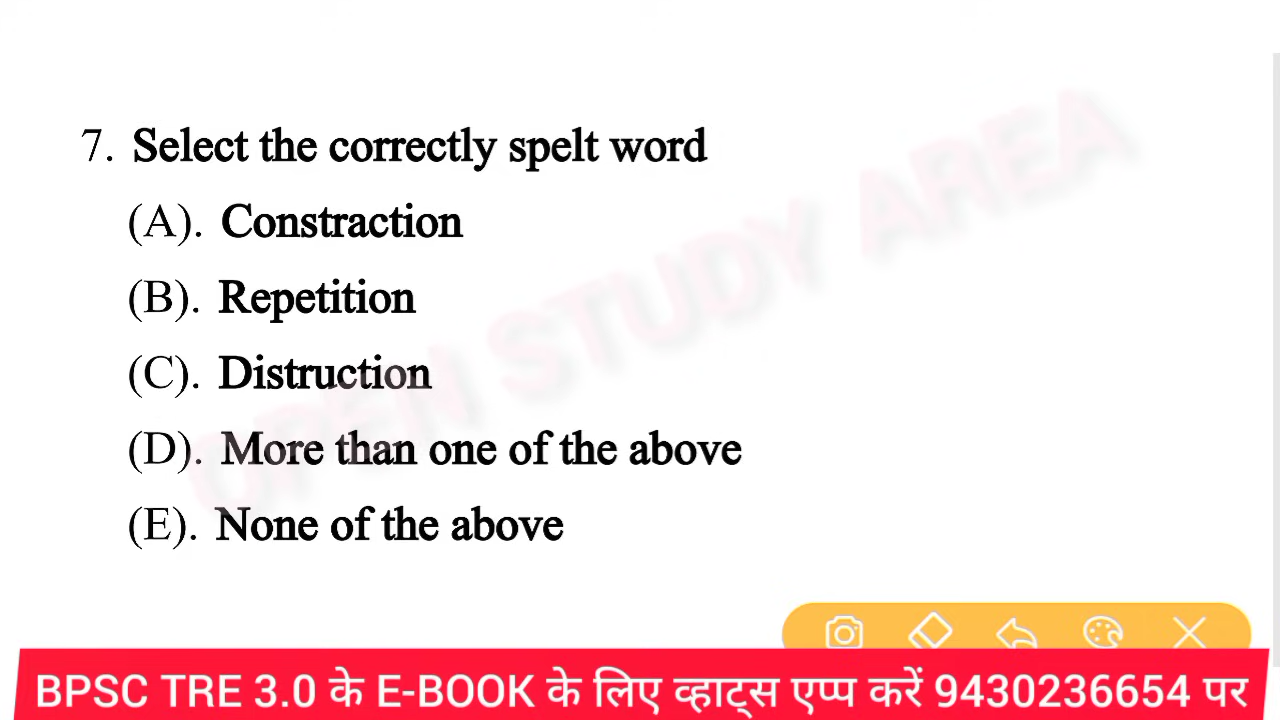 7. Select the correctly spelt word
(A). Constraction
(B). Repetition
(C). Distruction
(D). More than one of the above
(E). None of the above
OPEN STUDY AREA
BPSC TRE 3.0 के E-BOOK के लिए व्हाट्स एप्प करें 9430236654 पर